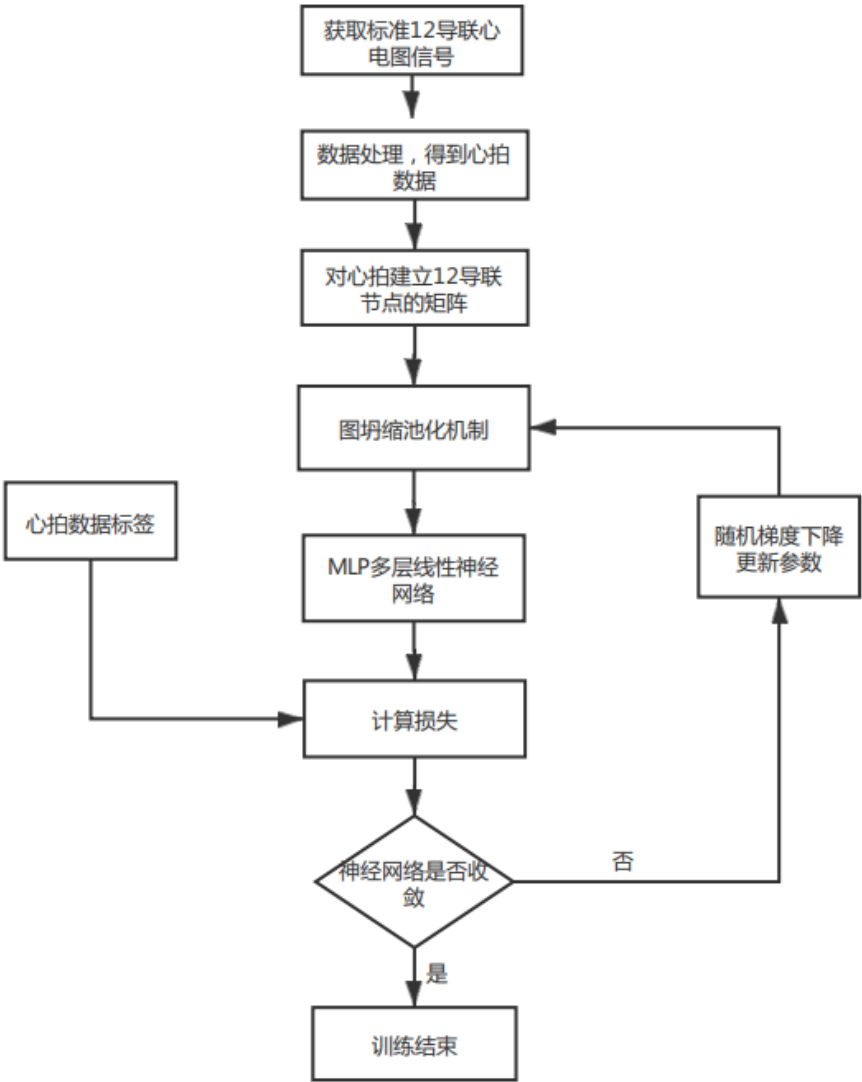 获取标准12导联心
电图信号
数据处理，得到心拍
数据
对心拍建立12导联
节点的矩阵
图坍缩池化机制
心拍数据标签
随机梯度下降
更新参数
MLP多层线性神经
网络
计算损失
神经网络是否收
敛
否
是
训练结束